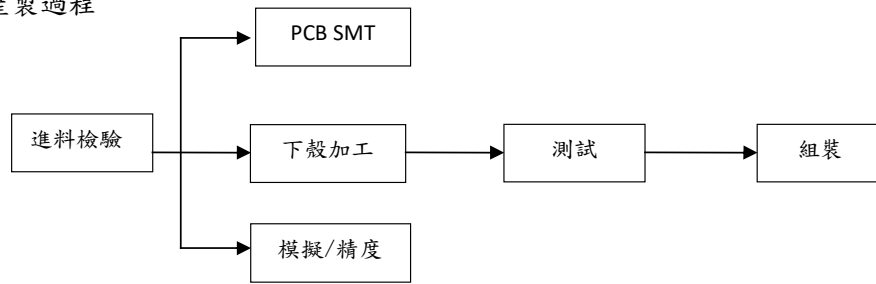 產製過程
PCB SMT
進料檢驗
下殼加工
測試
組裝
模擬/精度